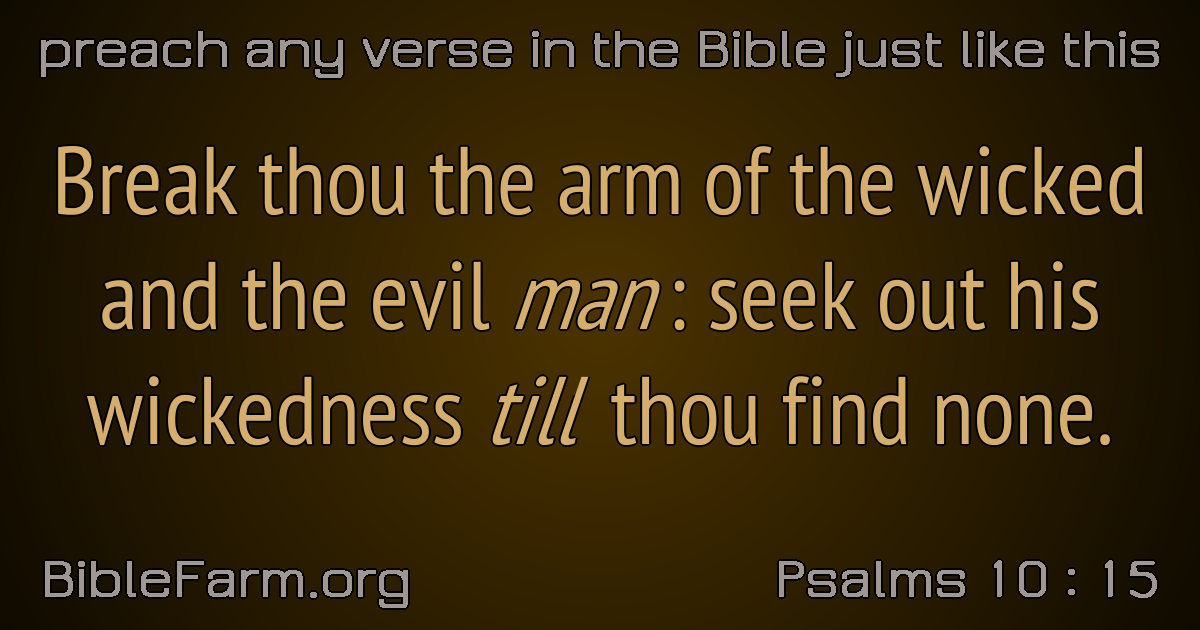 preach any verse in the Bible just like this
Break thou the arm of the wicked
and the evil man: seek out his
wickedness till thou find none.
BibleFarm.org
Psalms 10 : 15